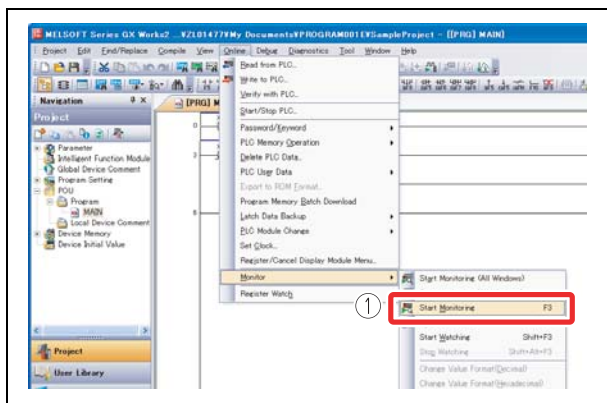 MELSOFT Series GX Works2 ...¥ZL01477¥My Documents¥PROGRAM001E¥SampleProject - [[PRG] MAIN]
Project Edit Find/Replace Compile View Online Debug Diagnostics Tool Window Help
Navigation
[PRG] M
Project
Parameter
Intelligent Function Module
Global Device Comment
Program Setting
POU
Program
MAIN
Local Device Comment
Device Memory
Device Initial Value
Project
User Library
0
Read from PLC...
Write to PLC...
Verify with PLC...
Start/Stop PLC...
Password/Keyword
PLC Memory Operation
Delete PLC Data...
PLC User Data
Export to ROM Format...
Program Memory Batch Download
Latch Data Backup
PLC Module Change
Set Clock...
Register/Cancel Display Module Menu...
Monitor
Register Watch
Start Monitoring (All Windows)
1
Start Monitoring F3
Start Watching Shift+F3
Stop Watching Shift+Alt+F3
Change Value Format(Decimal)
Change Value Format(Hexadecimal)